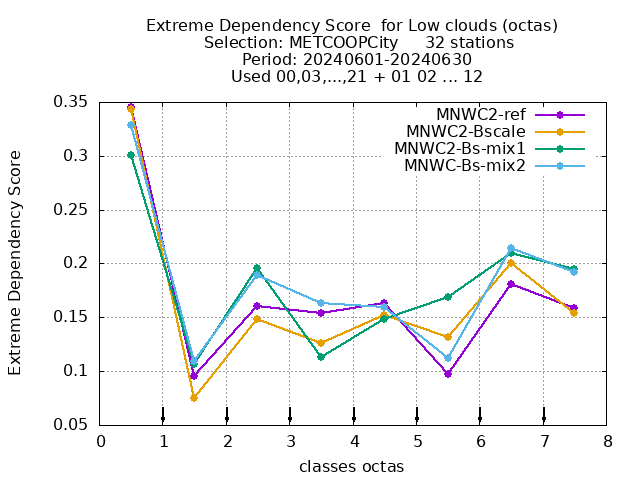 Extreme Dependency Score  for Low clouds (octas)
Selection: METCOOPCity     32 stations
Period: 20240601-20240630
Used 00,03,...,21 + 01 02 ... 12
MNWC2-ref
MNWC2-Bscale
MNWC2-Bs-mix1
MNWC-Bs-mix2
Extreme Dependency Score
0.35
0.3
0.25
0.2
0.15
0.1
0.05
0 1 2 3 4 5 6 7 8
classes octas